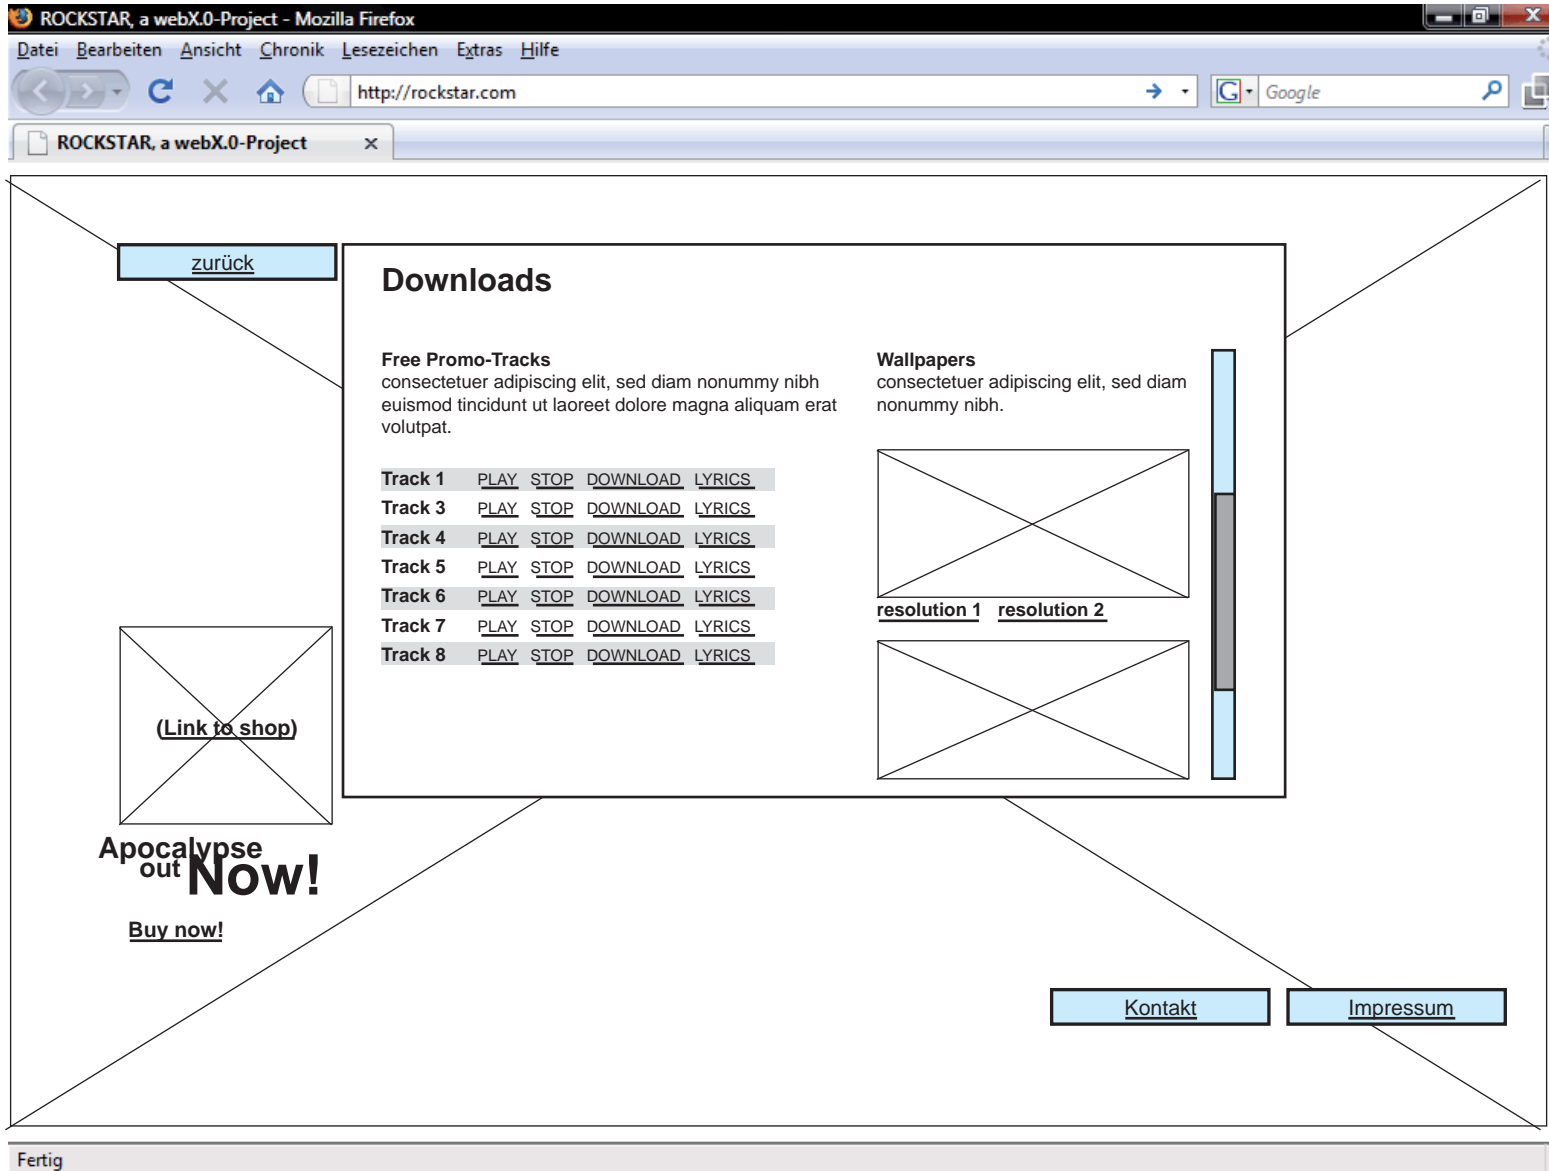 ROCKSTAR, a webX.0-Project - Mozilla Firefox
Datei Bearbeiten Ansicht Chronik Lesezeichen Extras Hilfe
http://rockstar.com
G Google
ROCKSTAR, a webX.0-Project
zurück
Downloads
Free Promo-Tracks
consectetuer adipiscing elit, sed diam nonummy nibh
euismod tincidunt ut laoreet dolore magna aliquam erat
volutpat.
Track 1 PLAY STOP DOWNLOAD LYRICS
Track 3 PLAY STOP DOWNLOAD LYRICS
Track 4 PLAY STOP DOWNLOAD LYRICS
Track 5 PLAY STOP DOWNLOAD LYRICS
Track 6 PLAY STOP DOWNLOAD LYRICS
Track 7 PLAY STOP DOWNLOAD LYRICS
Track 8 PLAY STOP DOWNLOAD LYRICS
Wallpapers
consectetuer adipiscing elit, sed diam
nonummy nibh.
resolution 1 resolution 2
(Link to shop)
Apocalypse
out Now!
Buy now!
Kontakt
Impressum
Fertig